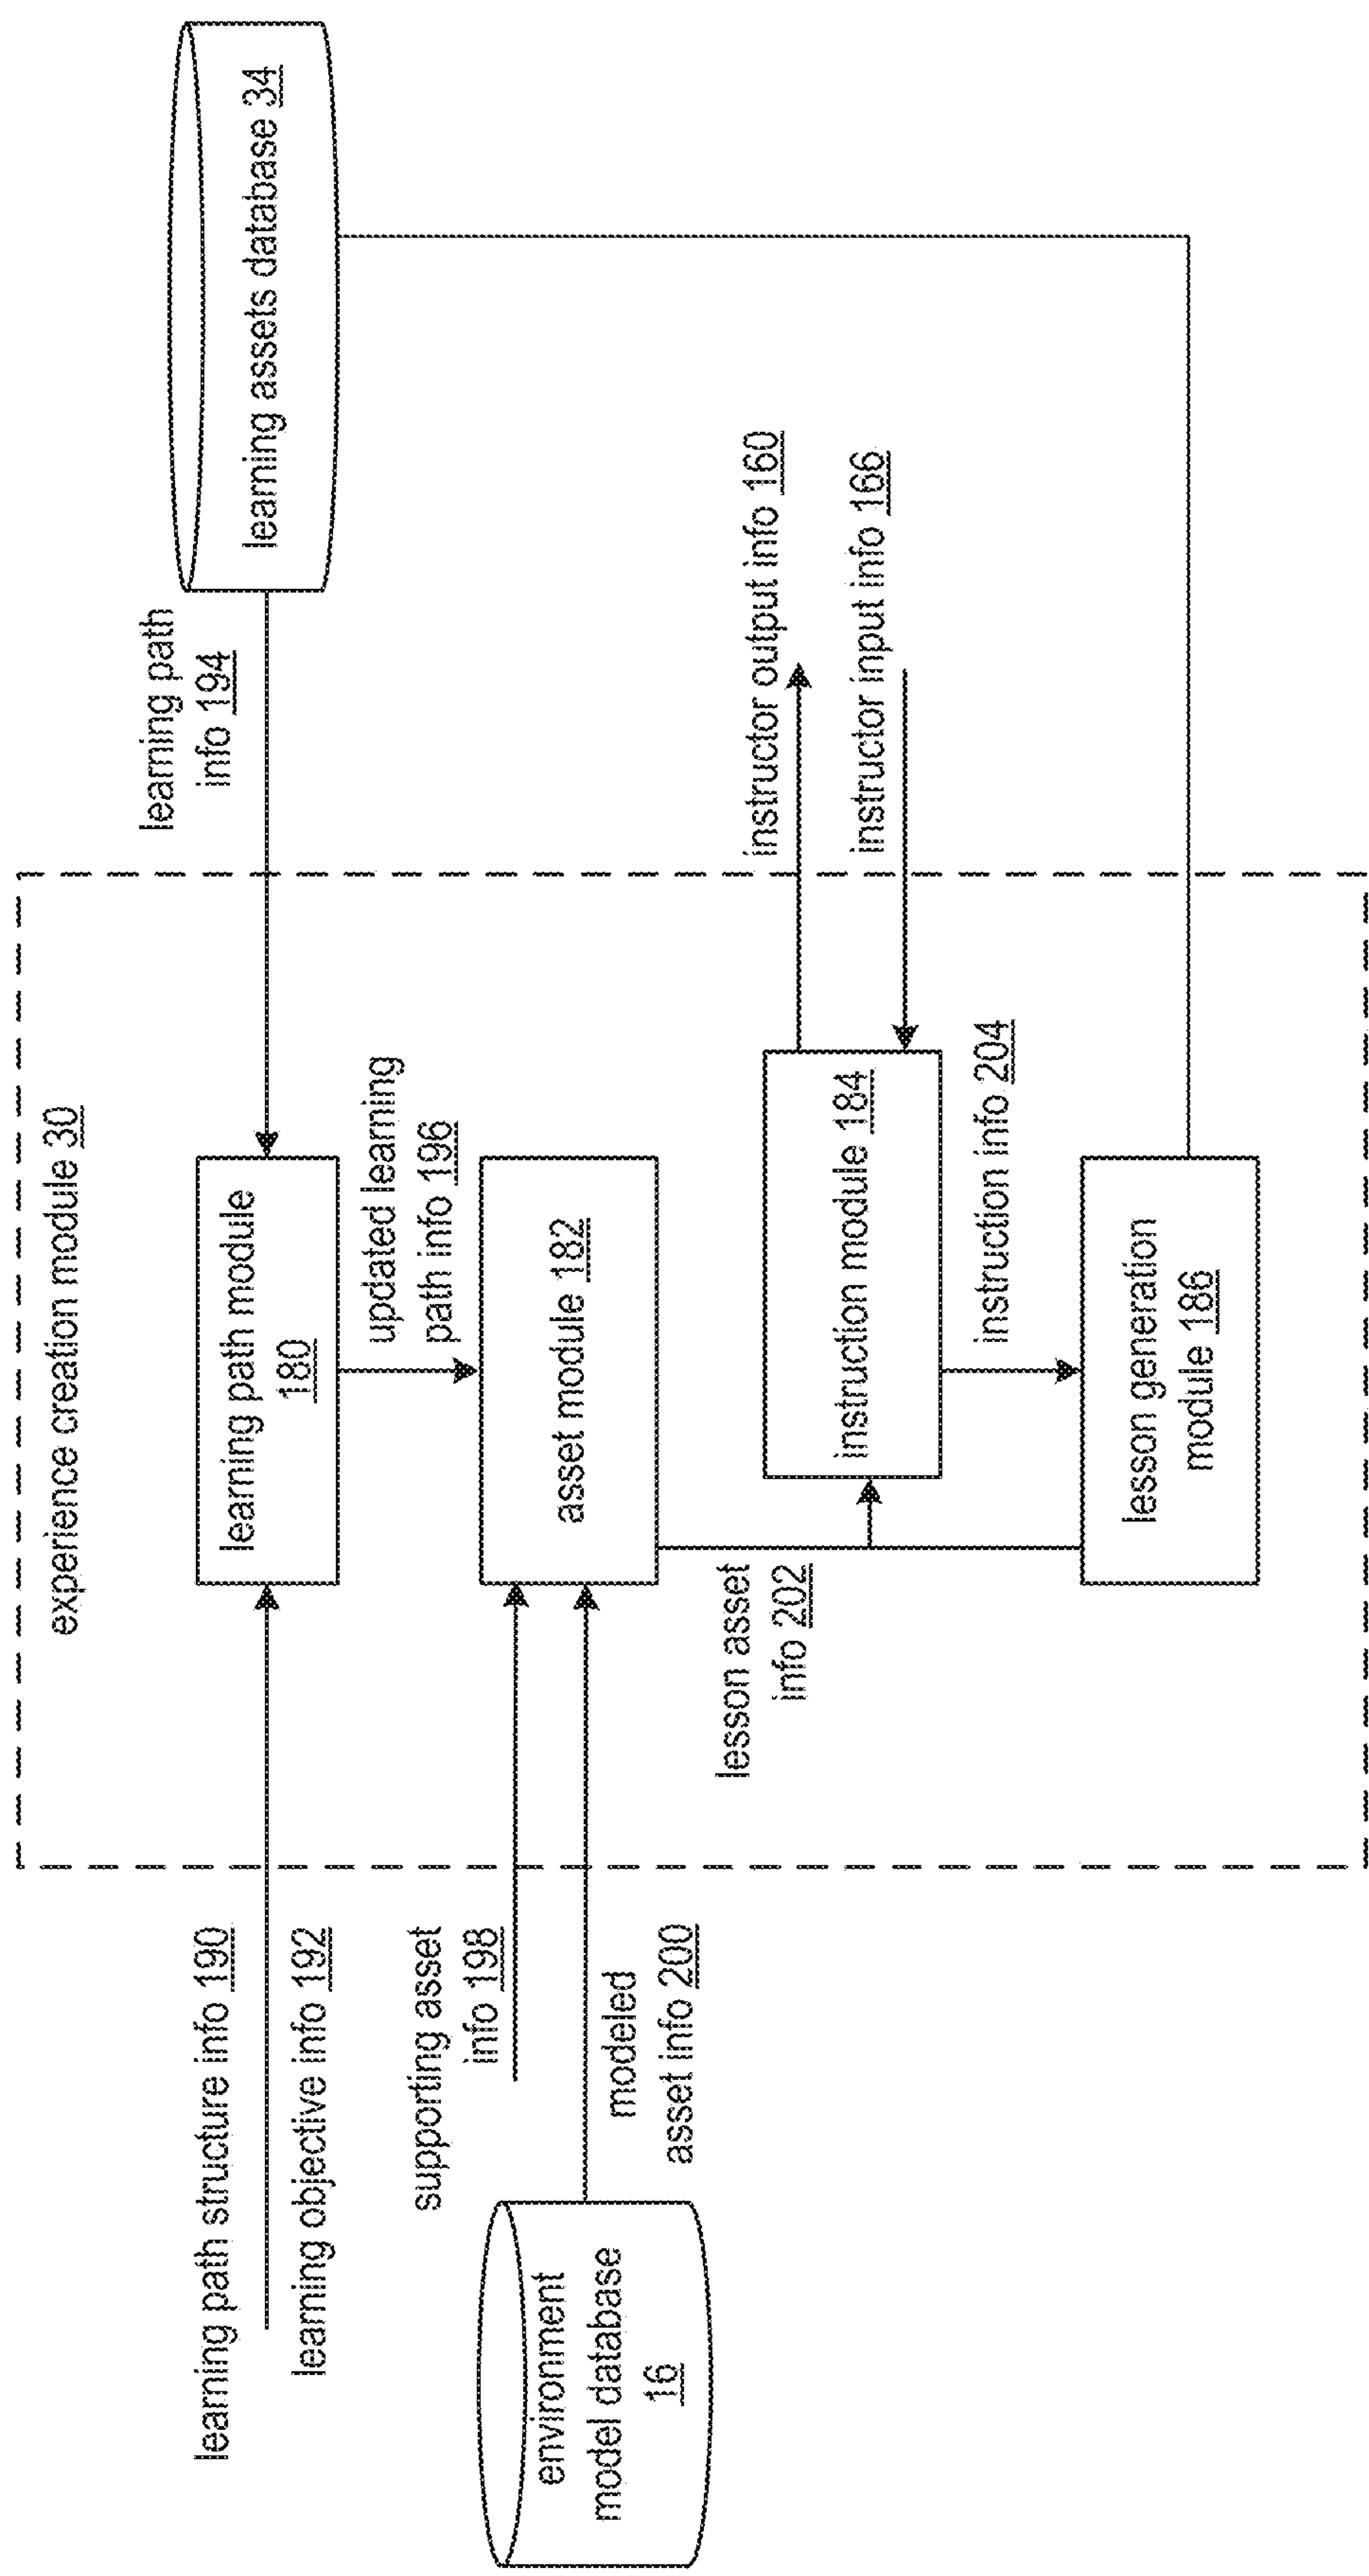 experience creation module 30
learning path structure info 190
learning objective info 192
learning path module
180
learning path
info 194
learning assets database 34
updated learning
path info 196
supporting asset
info 198
asset module 182
environment
model database
16
modeled
asset info 200
lesson asset
info 202
instruction module 184
instructor output info 160
instructor input info 166
instruction info 204
lesson generation
module 186